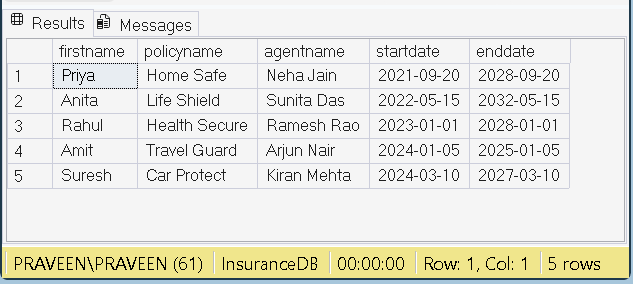 Results Messages
firstname policyname agentname startdate enddate
1 Priya Home Safe Neha Jain 2021-09-20 2028-09-20
2 Anita Life Shield Sunita Das 2022-05-15 2032-05-15
3 Rahul Health Secure Ramesh Rao 2023-01-01 2028-01-01
4 Amit Travel Guard Arjun Nair 2024-01-05 2025-01-05
5 Suresh Car Protect Kiran Mehta 2024-03-10 2027-03-10
PRAVEEN\PRAVEEN (61) InsuranceDB 00:00:00 Row: 1, Col: 1 5 rows